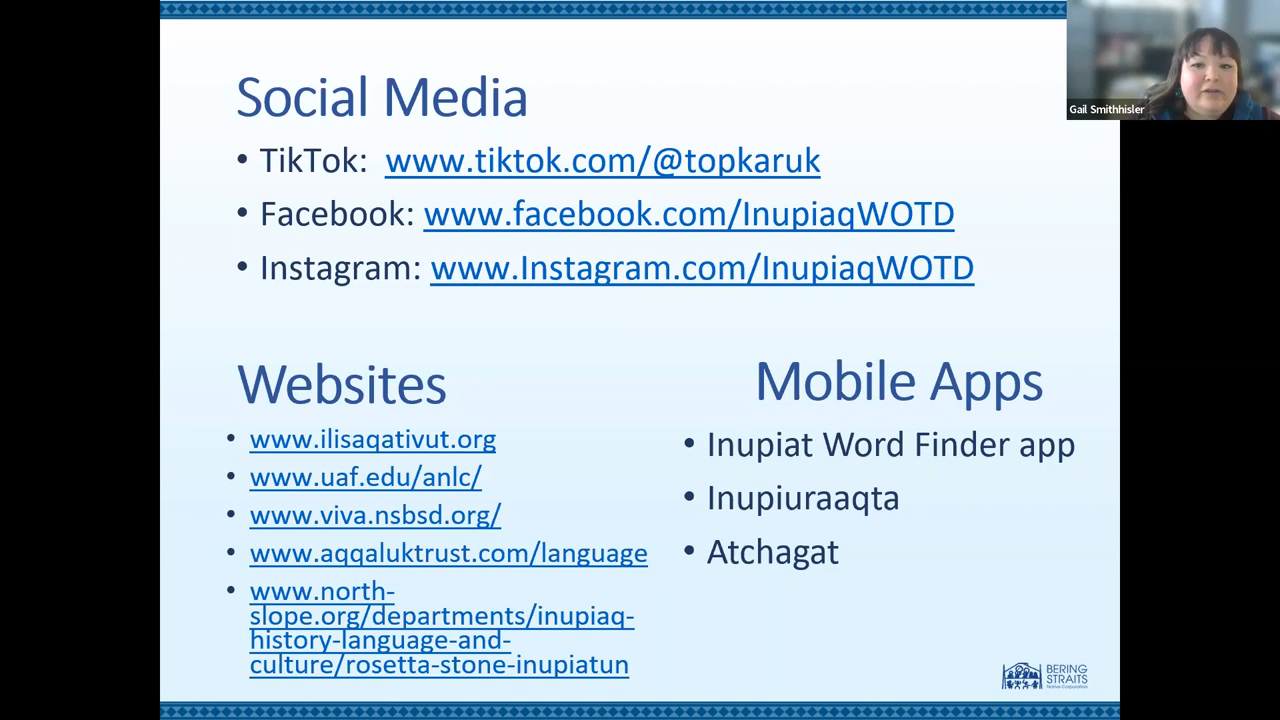 Social Media
• TikTok: www.tiktok.com/@topkaruk
• Facebook: www.facebook.com/InupiaqWOTD
• Instagram: www.Instagram.com/InupiaqWOTD
Websites
• www.ilisaqativut.org
• www.uaf.edu/anlc/
• www.viva.nsbsd.org/
• www.aqqaluktrust.com/language
• www.north-
slope.org/departments/inupiaq-
history-language-and-
culture/rosetta-stone-inupiatun
Mobile Apps
• Inupiat Word Finder app
• Inupiuraaqta
• Atchagat
Gail Smithhisler
BERING
STRAITS
Native Corporation